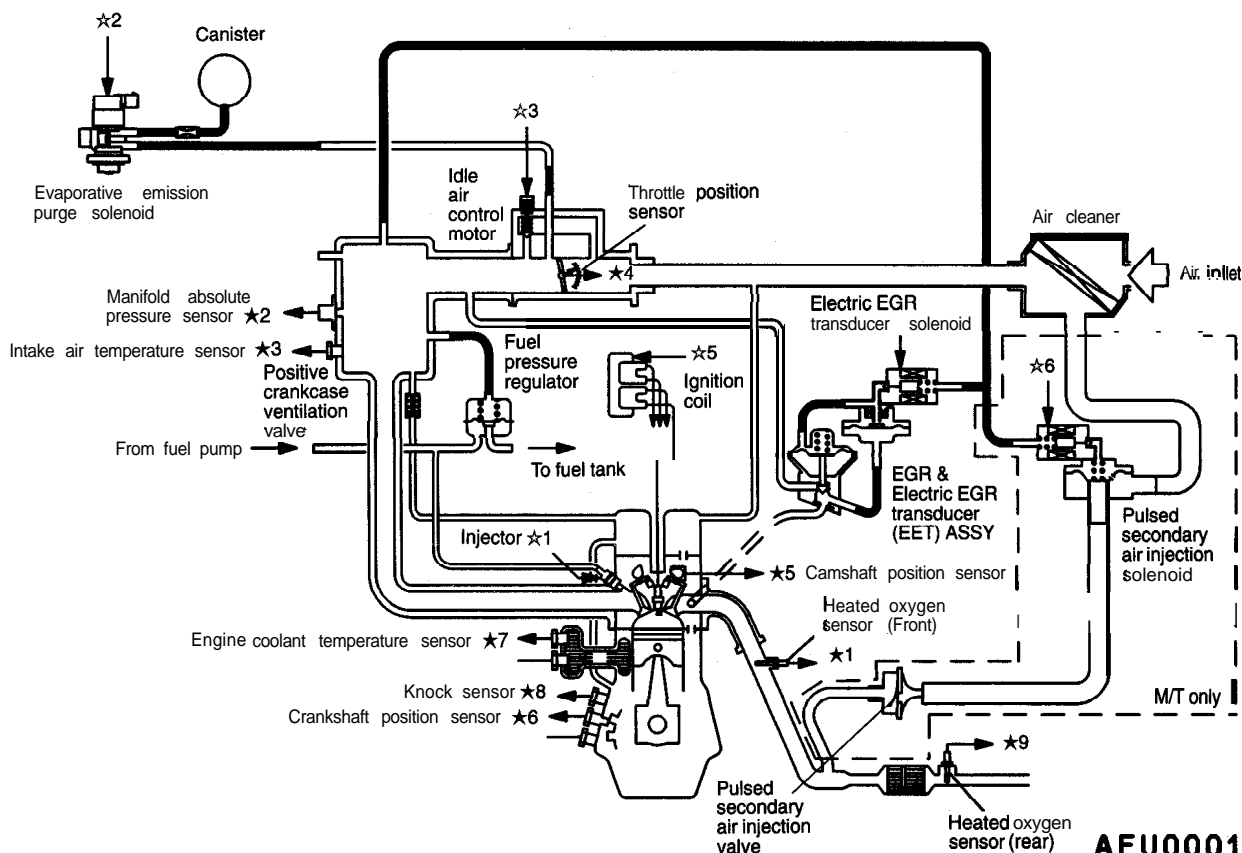 ☆2
Canister
Evaporative emission
purge solenoid
☆3
Idle
air
control
motor
Throttle position
sensor
★4
Air cleaner
Air inlet
Manifold absolute
pressure sensor ★2
Intake air temperature sensor ★3
Positive
crankcase
ventilation
valve
Fuel
pressure
regulator
☆5
Ignition
coil
Electric EGR
transducer solenoid
☆6
From fuel pump
To fuel tank
EGR &
Electric EGR
transducer
(EET) ASSY
Pulsed
secondary
air injection
solenoid
Injector ☆1
★5 Camshaft position sensor
Heated oxygen
sensor (Front)
★1
Engine coolant temperature sensor ★7
Knock sensor ★8
Crankshaft position sensor ★6
M/T only
★9
Pulsed
secondary
air injection
valve
Heated oxygen
sensor (rear)
AFU0001